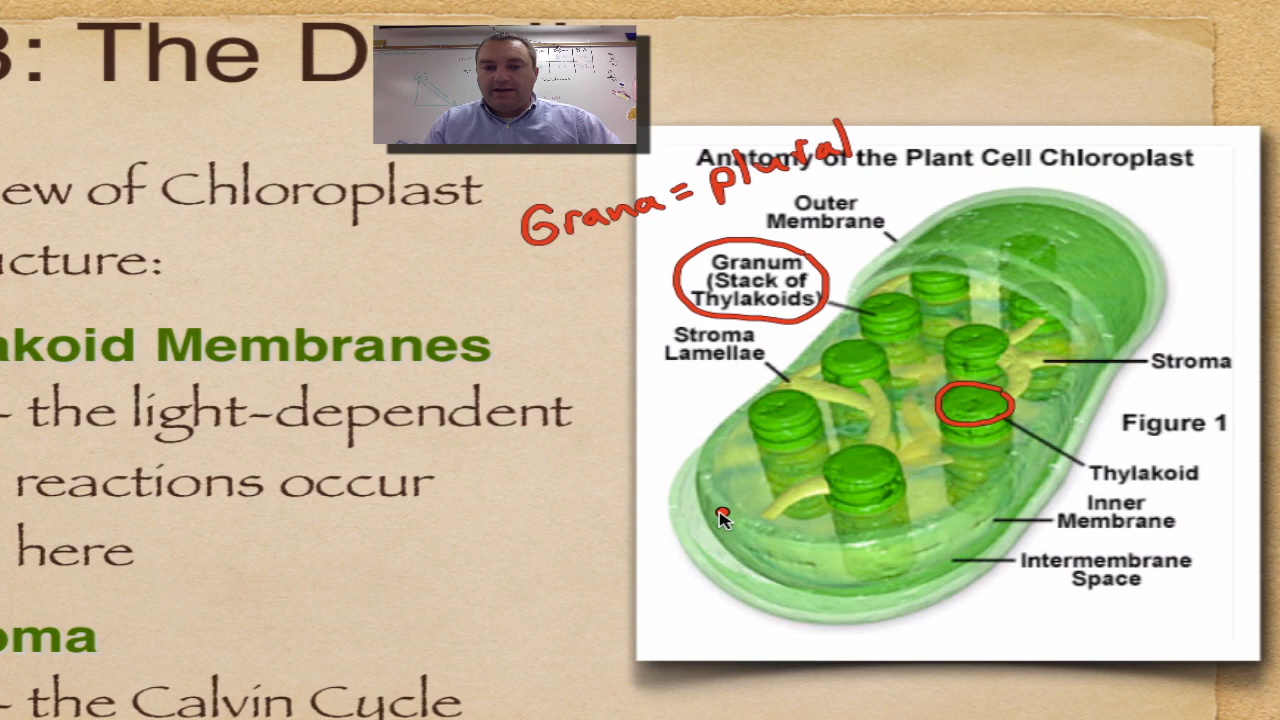 3: The D
ew of Chloroplast
ucture:
akoid Membranes
- the light-dependent
reactions occur
here
oma
- the Calvin Cycle
Grana = plural
Anatomy of the Plant Cell Chloroplast
Outer
Membrane
Granum
(Stack of
Thylakoids)
Stroma
Lamellae
Stroma
Figure 1
Thylakoid
Inner
Membrane
Intermembrane
Space